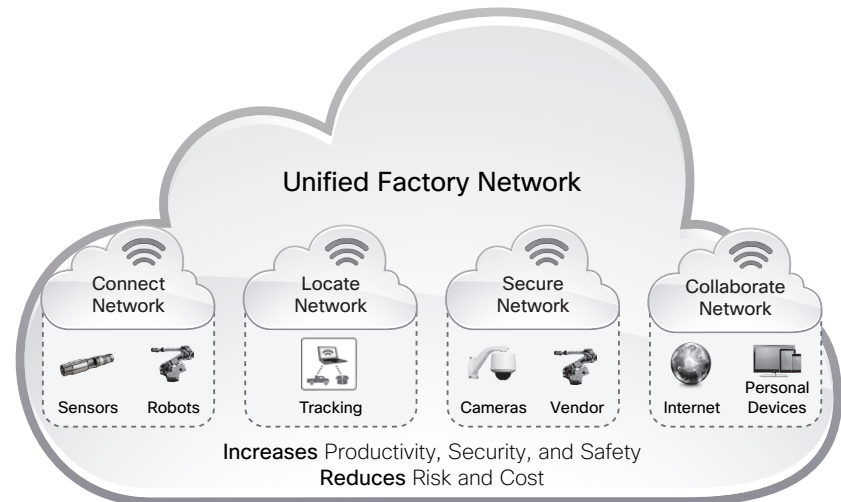 Unified Factory Network
Connect
Network
Locate
Network
Secure
Network
Collaborate
Network
Sensors
Robots
Tracking
Cameras
Vendor
Internet
Personal
Devices
Increases Productivity, Security, and Safety
Reduces Risk and Cost